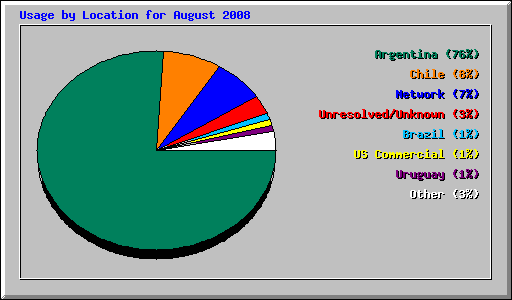 Usage by Location for August 2008
Argentina (76%)
Chile (8%)
Network (7%)
Unresolved/Unknown (3%)
Brazil (1%)
US Commercial (1%)
Uruguay (1%)
Other (3%)